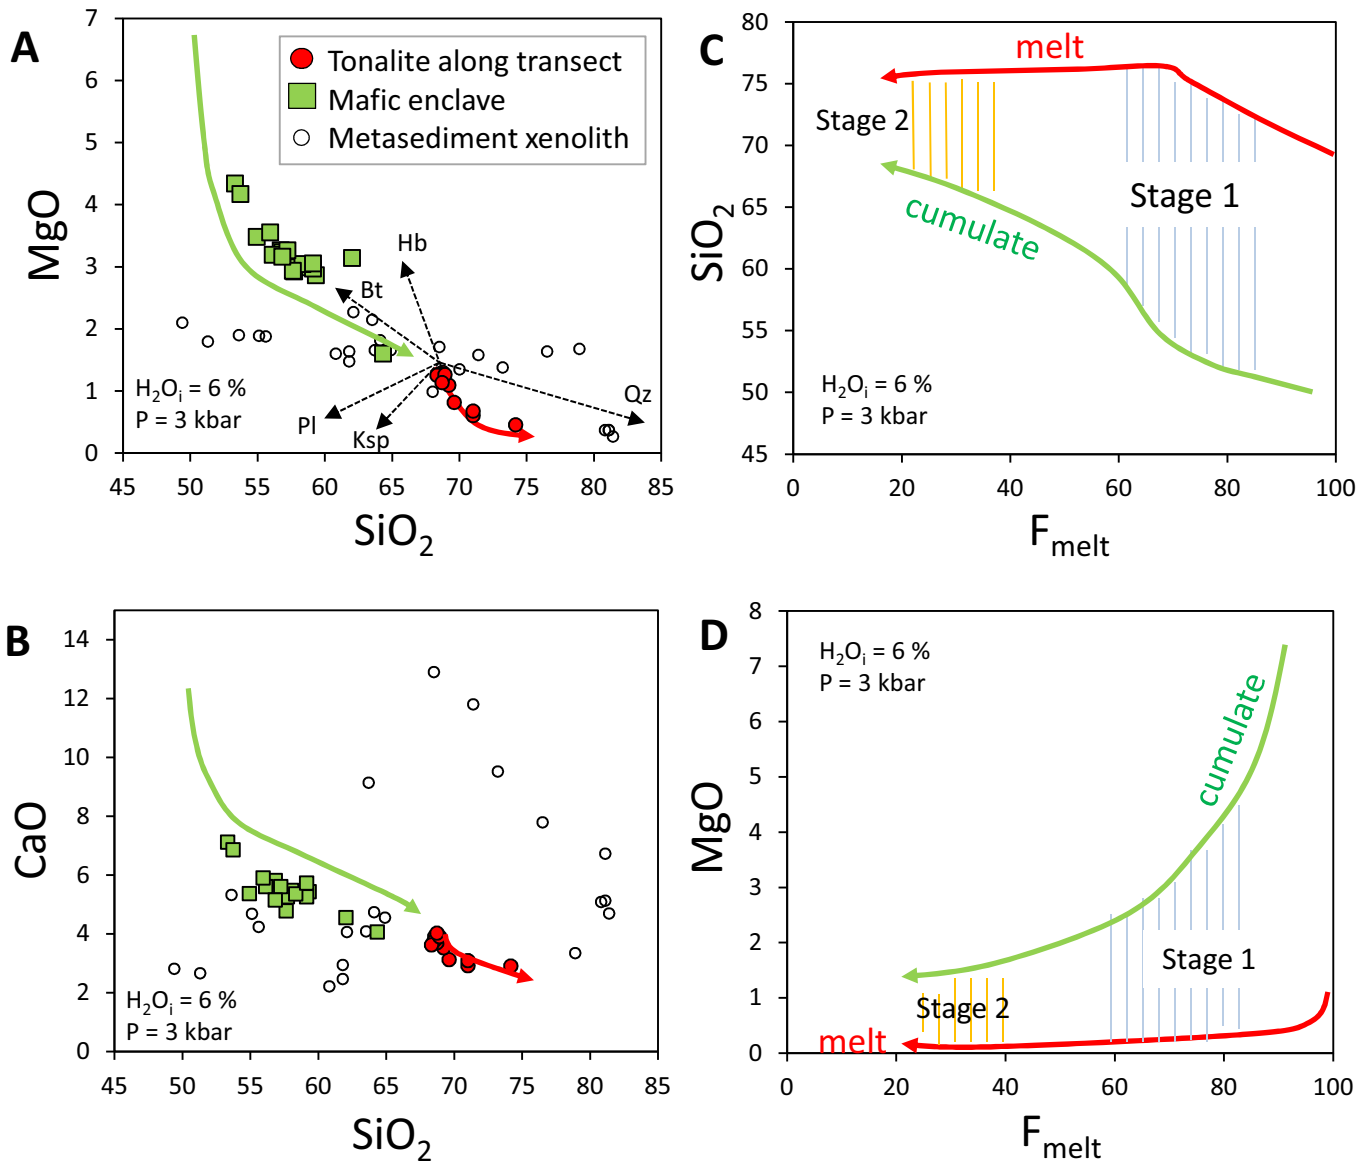 A
7
6
5
4
3
2
1
0
MgO
Tonalite along transect
Mafic enclave
Metasediment xenolith
Hb
Bt
Pl
Ksp
Qz
H₂Oᵢ = 6 %
P = 3 kbar
45 50 55 60 65 70 75 80 85
SiO₂
C
80
75
70
65
60
55
50
45
SiO₂
melt
Stage 2
Stage 1
cumulate
H₂Oᵢ = 6 %
P = 3 kbar
0 20 40 60 80 100
F_melt
B
14
12
10
8
6
4
2
0
CaO
H₂Oᵢ = 6 %
P = 3 kbar
45 50 55 60 65 70 75 80 85
SiO₂
D
8
7
6
5
4
3
2
1
0
MgO
H₂Oᵢ = 6 %
P = 3 kbar
cumulate
Stage 1
Stage 2
melt
0 20 40 60 80 100
F_melt